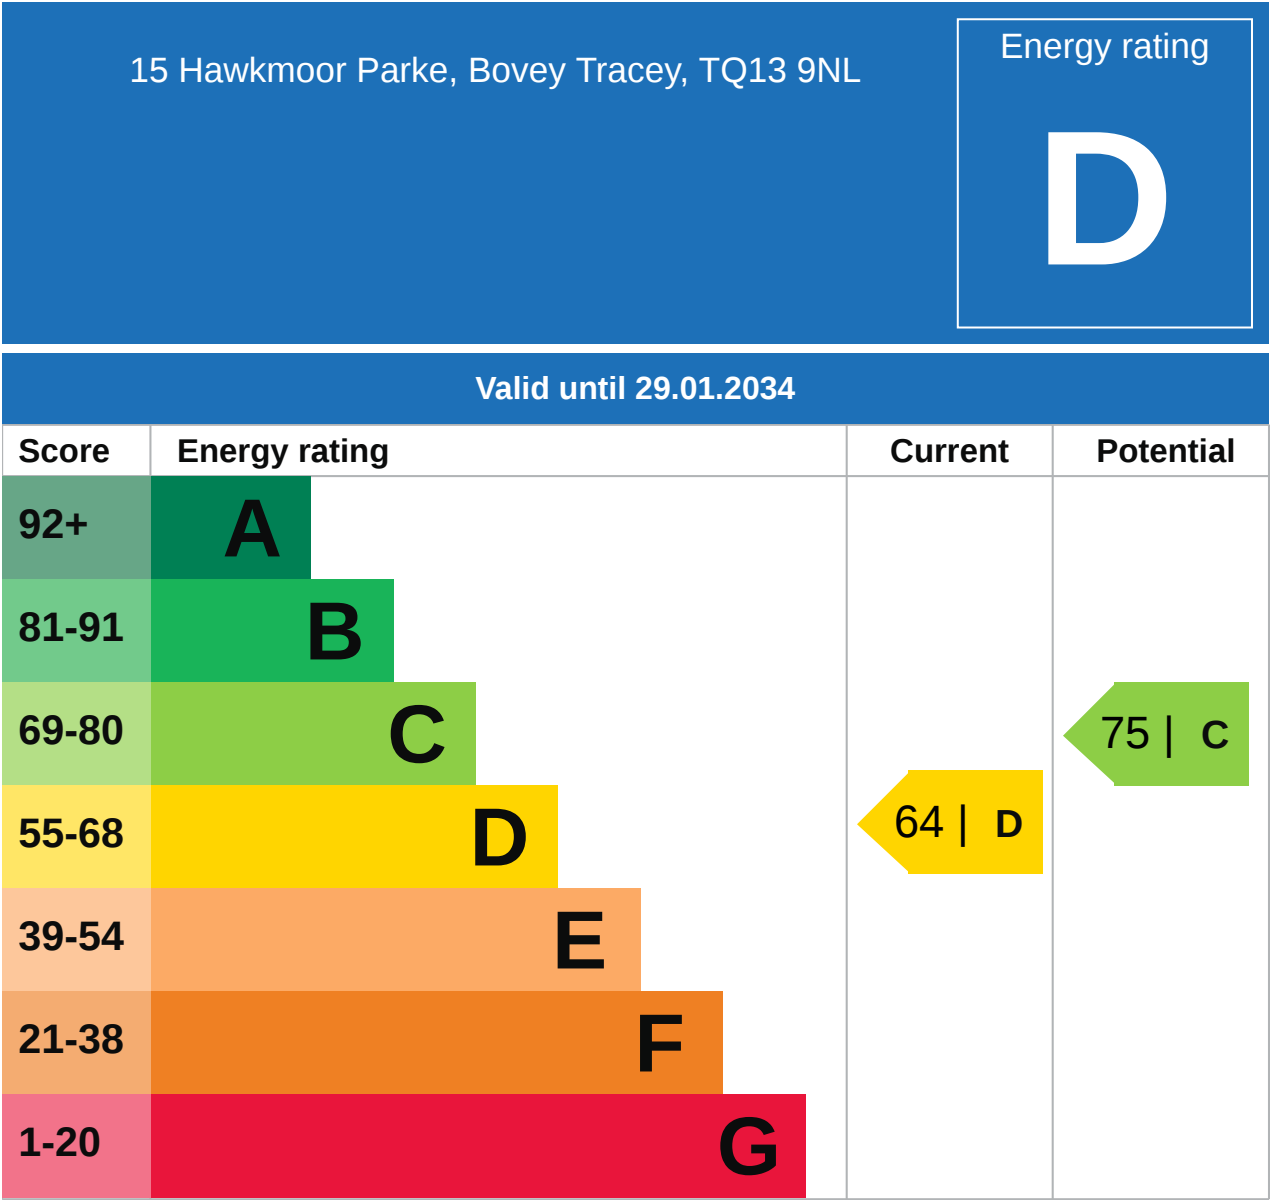 15 Hawkmoor Parke, Bovey Tracey, TQ13 9NL
Energy rating
D
Valid until 29.01.2034
Score Energy rating Current Potential
92+ A
81-91 B
69-80 C 75 | C
55-68 D 64 | D
39-54 E
21-38 F
1-20 G